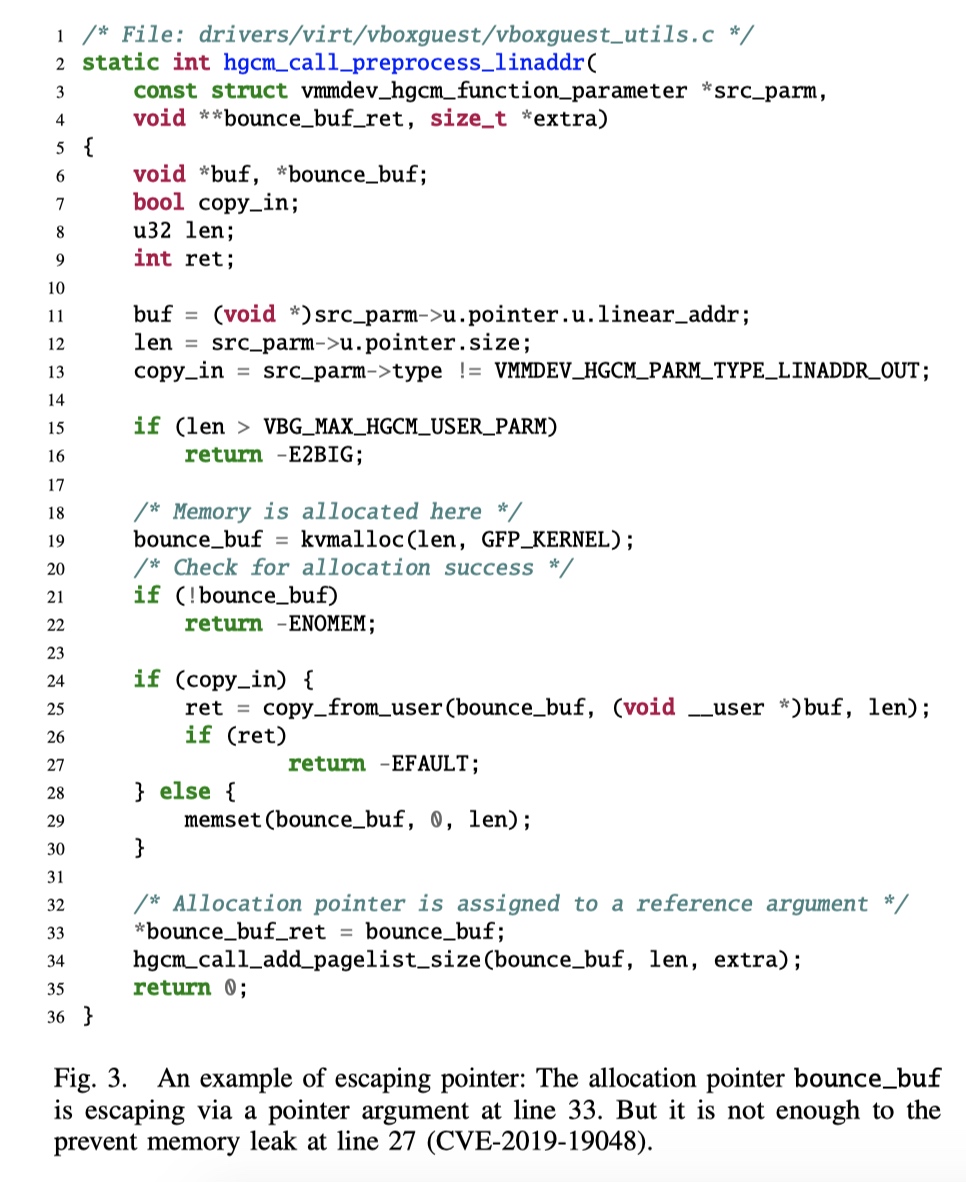 1 /* File: drivers/virt/vboxguest/vboxguest_utils.c */
2 static int hgcm_call_preprocess_linaddr(
3     const struct vmmdev_hgcm_function_parameter *src_parm,
4     void **bounce_buf_ret, size_t *extra)
5 {
6     void *buf, *bounce_buf;
7     bool copy_in;
8     u32 len;
9     int ret;
10
11     buf = (void *)src_parm->u.pointer.u.linear_addr;
12     len = src_parm->u.pointer.size;
13     copy_in = src_parm->type != VMMDEV_HGCM_PARM_TYPE_LINADDR_OUT;
14
15     if (len > VBG_MAX_HGCM_USER_PARM)
16         return -E2BIG;
17
18     /* Memory is allocated here */
19     bounce_buf = kvmalloc(len, GFP_KERNEL);
20     /* Check for allocation success */
21     if (!bounce_buf)
22         return -ENOMEM;
23
24     if (copy_in) {
25         ret = copy_from_user(bounce_buf, (void __user *)buf, len);
26         if (ret)
27             return -EFAULT;
28     } else {
29         memset(bounce_buf, 0, len);
30     }
31
32     /* Allocation pointer is assigned to a reference argument */
33     *bounce_buf_ret = bounce_buf;
34     hgcm_call_add_pagelist_size(bounce_buf, len, extra);
35     return 0;
36 }
Fig. 3. An example of escaping pointer: The allocation pointer bounce_buf
is escaping via a pointer argument at line 33. But it is not enough to the
prevent memory leak at line 27 (CVE-2019-19048).